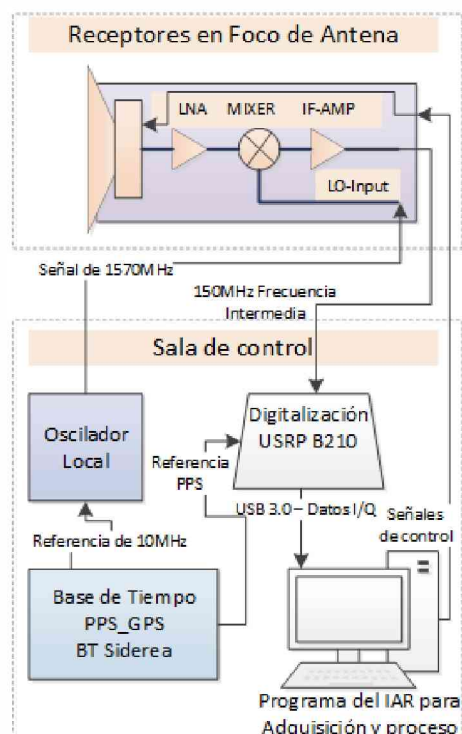 Receptores en Foco de Antena
LNA MIXER IF-AMP
LO-Input
Señal de 1570MHz
150MHz Frecuencia
Intermedia
Sala de control
Oscilador
Local
Digitalización
USRP B210
Referencia
PPS
USB 3.0 – Datos I/Q
Señales
de control
Referencia de 10MHz
Base de Tiempo
PPS_GPS
BT Siderea
Programa del IAR para
Adquisición y proceso